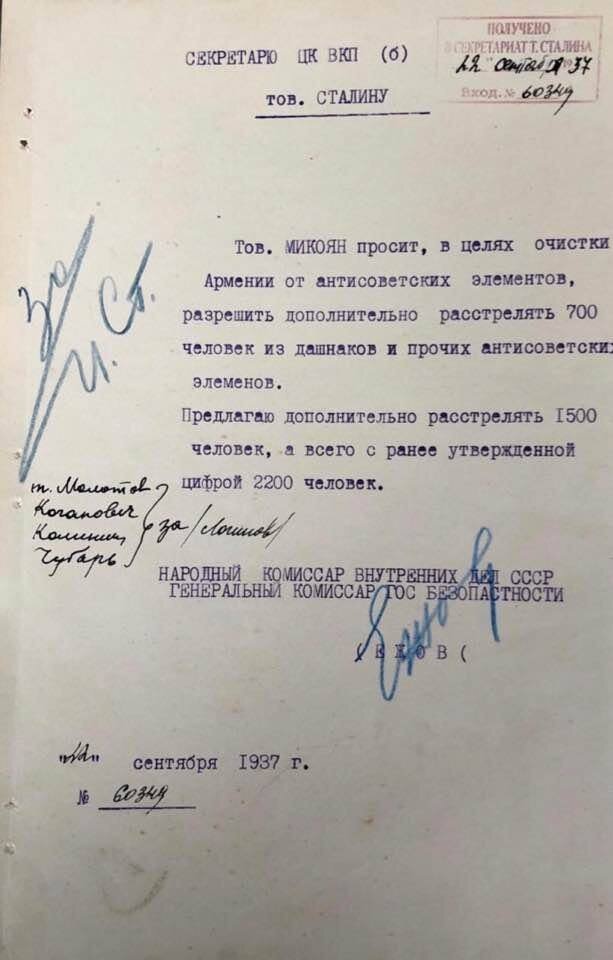 ПОЛУЧЕНО
В СЕКРЕТАРИАТ Т. СТАЛИНА
22 сентября 37
Вход. № 60349
СЕКРЕТАРЮ ЦК ВКП (б)
тов. СТАЛИНУ
за
И. Ст.
Тов. МИКОЯН просит, в целях очистки
Армении от антисоветских элементов,
разрешить дополнительно расстрелять 700
человек из дашнаков и прочих антисоветских
элеменов.
Предлагаю дополнительно расстрелять 1500
человек, а всего с ранее утвержденной
цифрой 2200 человек.
т. Молотов
Каганович
Калинин
Чубарь
за
НАРОДНЫЙ КОМИССАР ВНУТРЕННИХ ДЕЛ СССР
ГЕНЕРАЛЬНЫЙ КОМИССАР ГОС БЕЗОПАСТНОСТИ
Ежов
( Е Ж О В (
"22" сентября 1937 г.
№ 60349